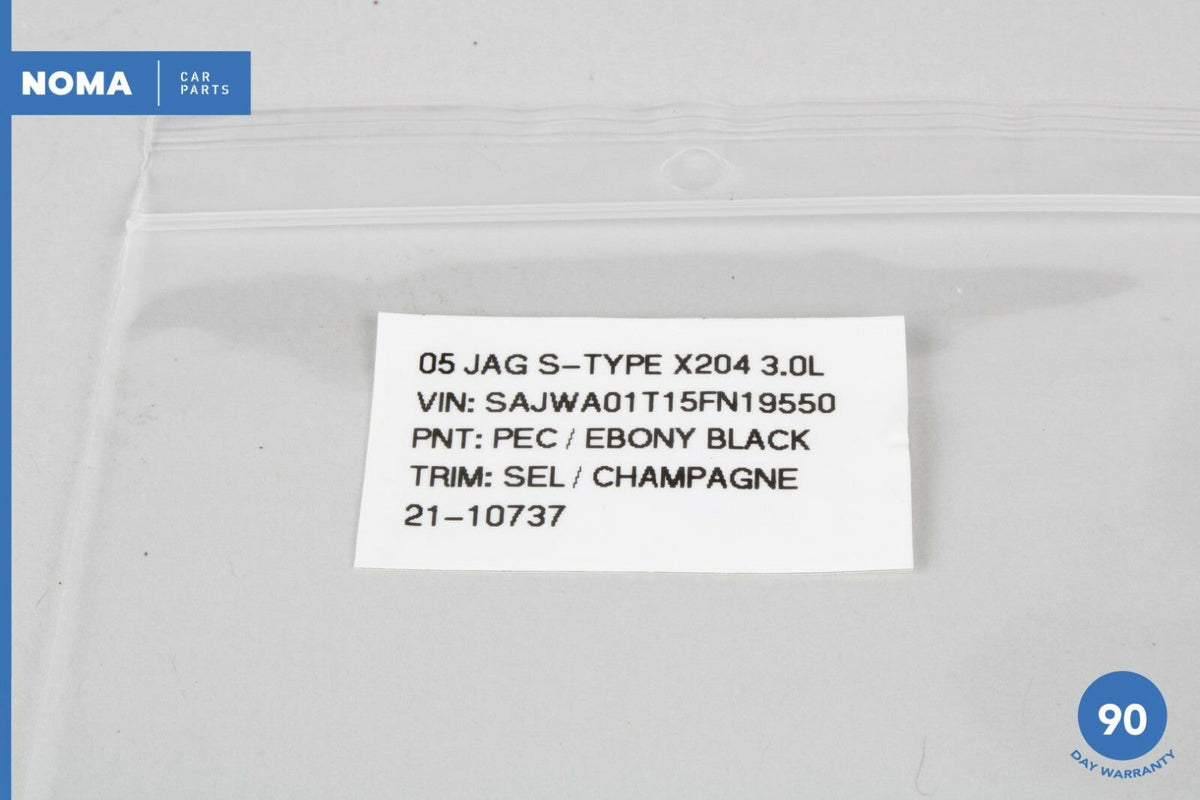 NOMA
CAR
PARTS
05 JAG S-TYPE X204 3.0L
VIN: SAJWA01T15FN19550
PNT: PEC / EBONY BLACK
TRIM: SEL / CHAMPAGNE
21-10737
90
DAY WARRANTY